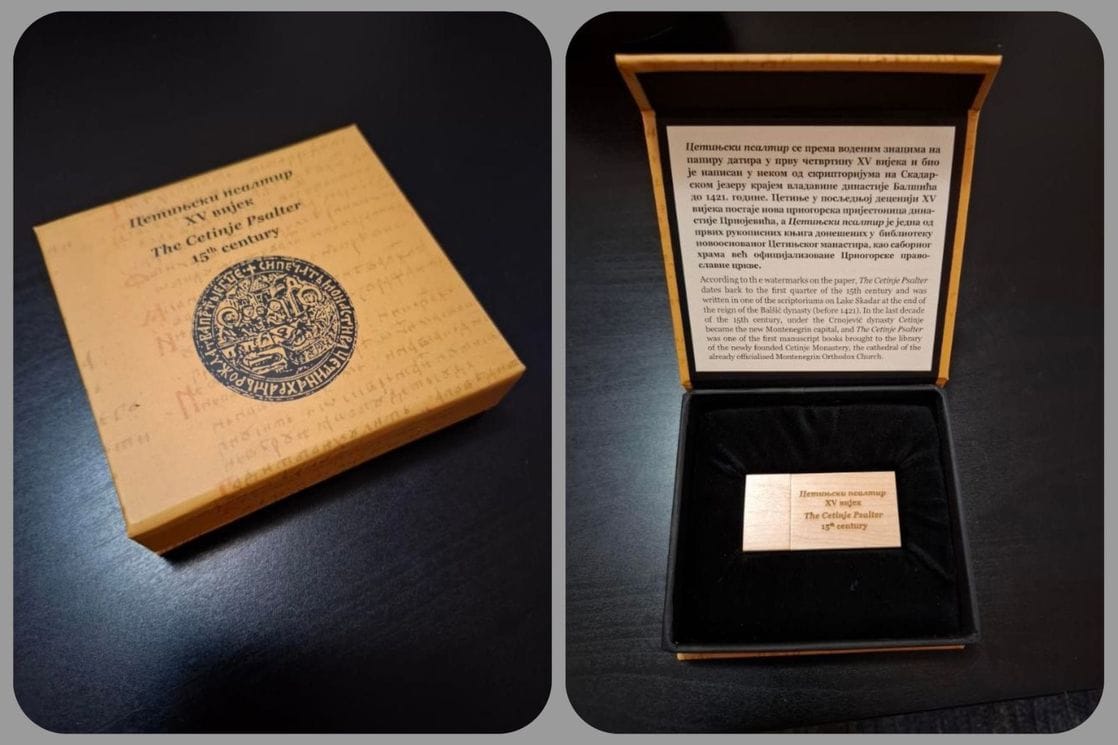 Цетињски псалтир
XV вијек
The Cetinje Psalter
15th century
Цетињски псалтир се према воденим знацима на
папиру датира у прву четвртину XV вијека и био
је написан у неком од скрипторијума на Скадар-
ском језеру крајем владавине династије Балшића
до 1421. године. Цетиње у посљедњој деценији XV
вијека постаје нова црногорска пријестоница дина-
стије Црнојевића, а Цетињски псалтир је једна од
првих рукописних књига донешених у библиотеку
новооснованог Цетињског манастира, као саборног
храма већ официјализоване Црногорске право-
славне цркве.
According to th e watermarks on the paper, The Cetinje Psalter
dates back to the first quarter of the 15th century and was
written in one of the scriptoriums on Lake Skadar at the end of
the reign of the Balšić dynasty (before 1421). In the last decade
of the 15th century, under the Crnojević dynasty Cetinje
became the new Montenegrin capital, and The Cetinje Psalter
was one of the first manuscript books brought to the library
of the newly founded Cetinje Monastery, the cathedral of the
already officialised Montenegrin Orthodox Church.
Цетињски псалтир
XV вијек
The Cetinje Psalter
15th century